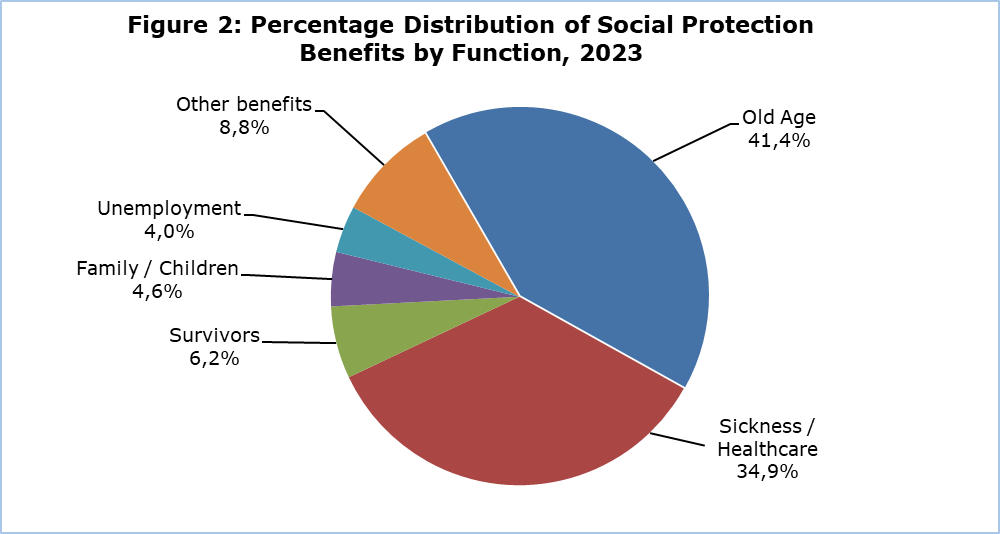 Figure 2: Percentage Distribution of Social Protection
Benefits by Function, 2023
Other benefits
8,8%
Old Age
41,4%
Unemployment
4,0%
Family / Children
4,6%
Survivors
6,2%
Sickness /
Healthcare
34,9%